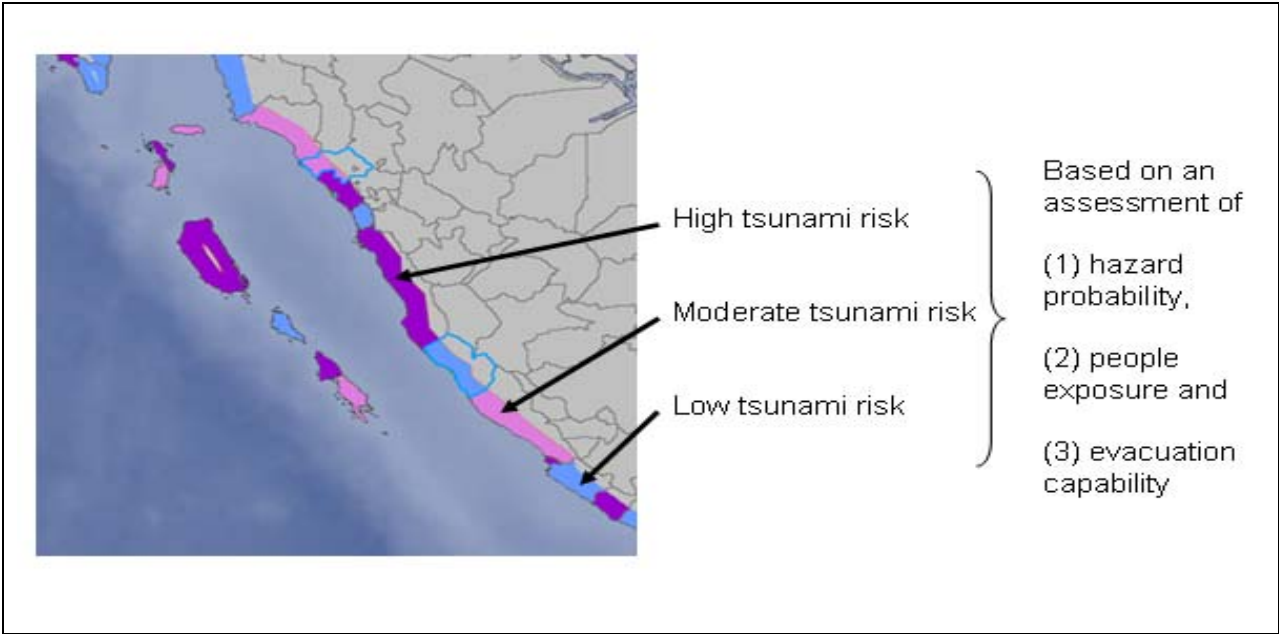 High tsunami risk
Moderate tsunami risk
Low tsunami risk
Based on an
assessment of
(1) hazard
probability,
(2) people
exposure and
(3) evacuation
capability